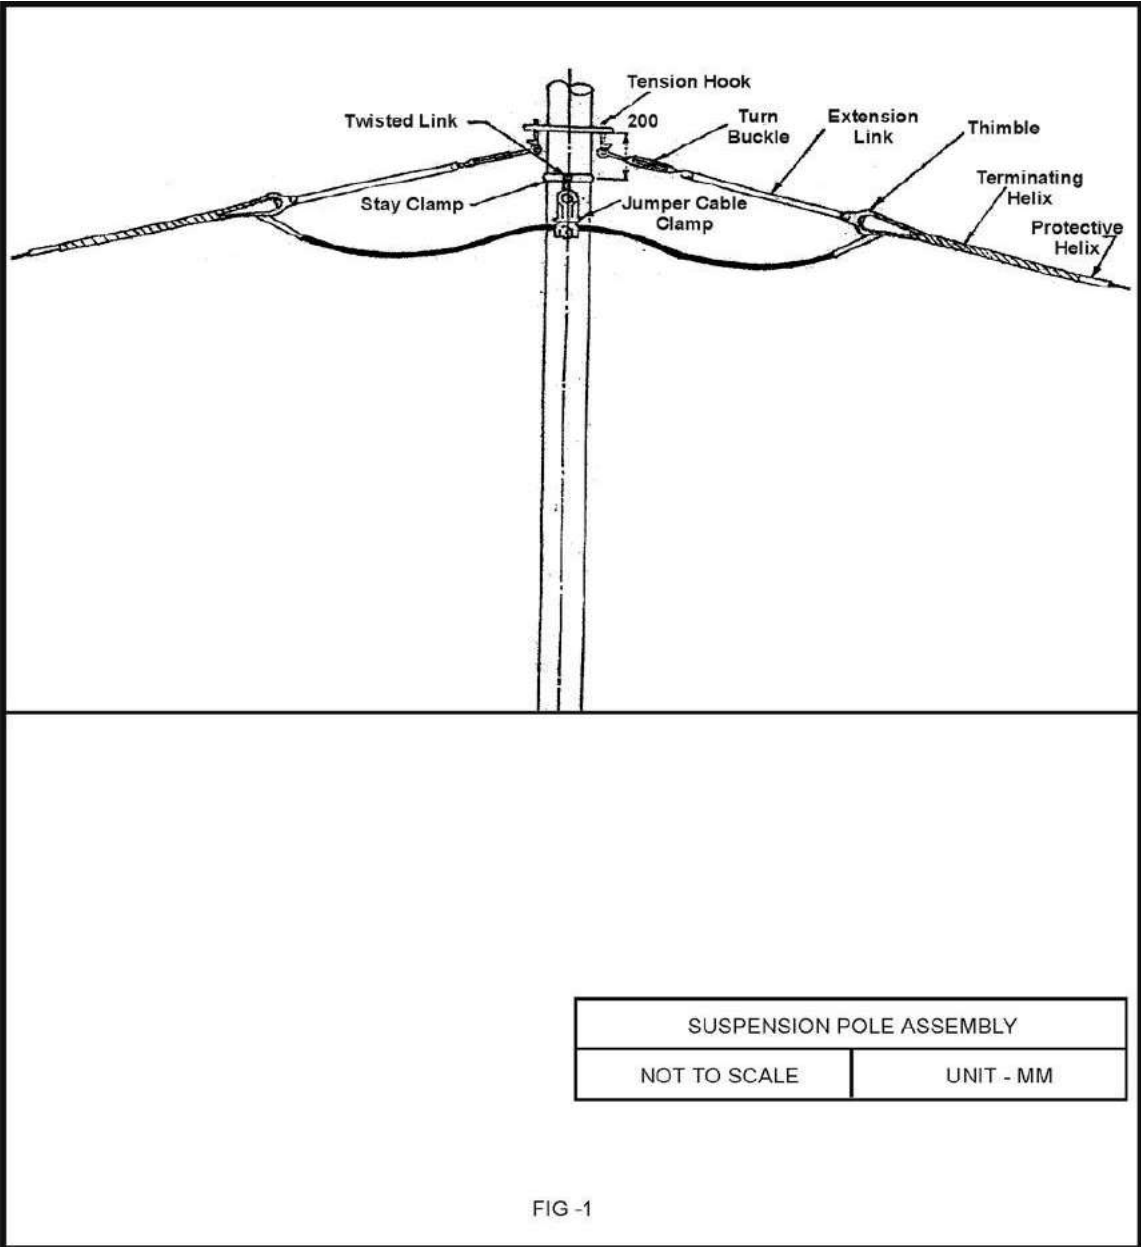 Tension Hook
200
Twisted Link
Turn
Buckle
Extension
Link
Thimble
Terminating
Helix
Stay Clamp
Jumper Cable
Clamp
Protective
Helix
SUSPENSION POLE ASSEMBLY
NOT TO SCALE
UNIT - MM
FIG -1